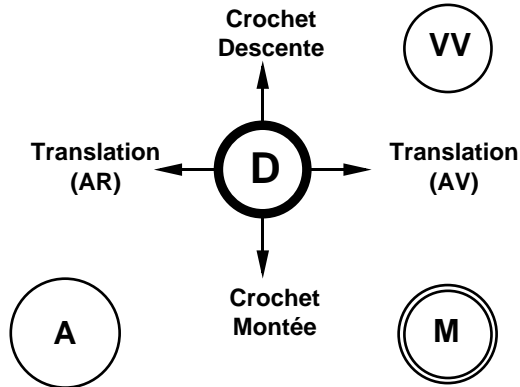 Crochet
Descente
VV
Translation
(AR)
D
Translation
(AV)
Crochet
Montée
A
M